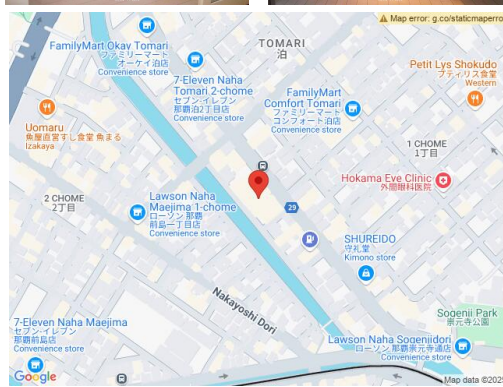 Map error: g.co/staticmaperro
FamilyMart Okay Tomari
ファミリーマート
オーケイ泊店
Convenience store
TOMARI
泊
7-Eleven Naha
Tomari 2-chome
セブン-イレブン
那覇泊2丁目店
Convenience store
Petit Lys Shokudo
プティリス食堂
Western
FamilyMart
Comfort Tomari
ファミリーマート
コンフォート泊店
Convenience store
Uomaru
魚屋直営すし食堂 魚まる
Izakaya
1 CHOME
1丁目
Hokama Eye Clinic
外間眼科医院
2 CHOME
2丁目
Lawson Naha
Maejima 1-chome
ローソン 那覇
前島一丁目店
Convenience store
29
SHUREIDO
守礼堂
Kimono store
Nakayoshi Dori
Sogenji Park
崇元寺公園
7-Eleven Naha Maejima
セブン-イレブン
那覇前島店
Convenience store
Lawson Naha Sogenjidori
ローソン 那覇崇元寺通店
Convenience store
Google
Map data ©2025